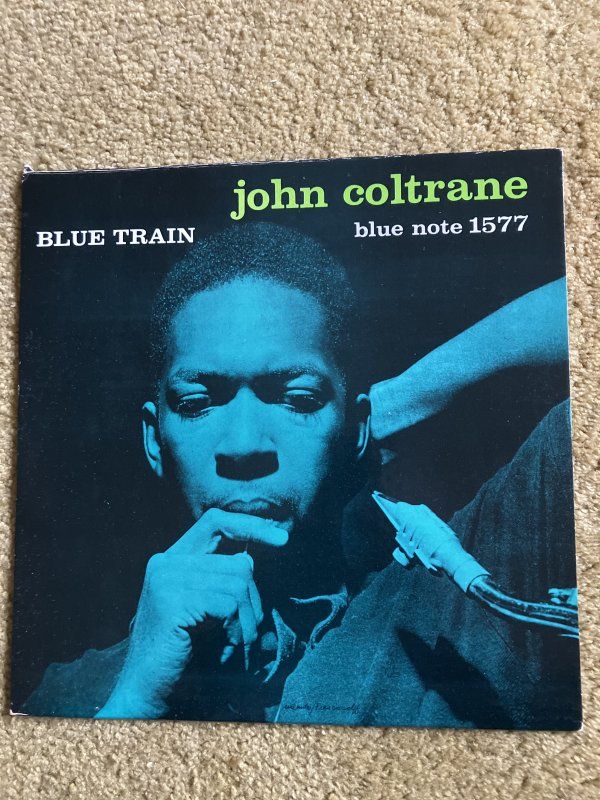 john coltrane
BLUE TRAIN
blue note 1577